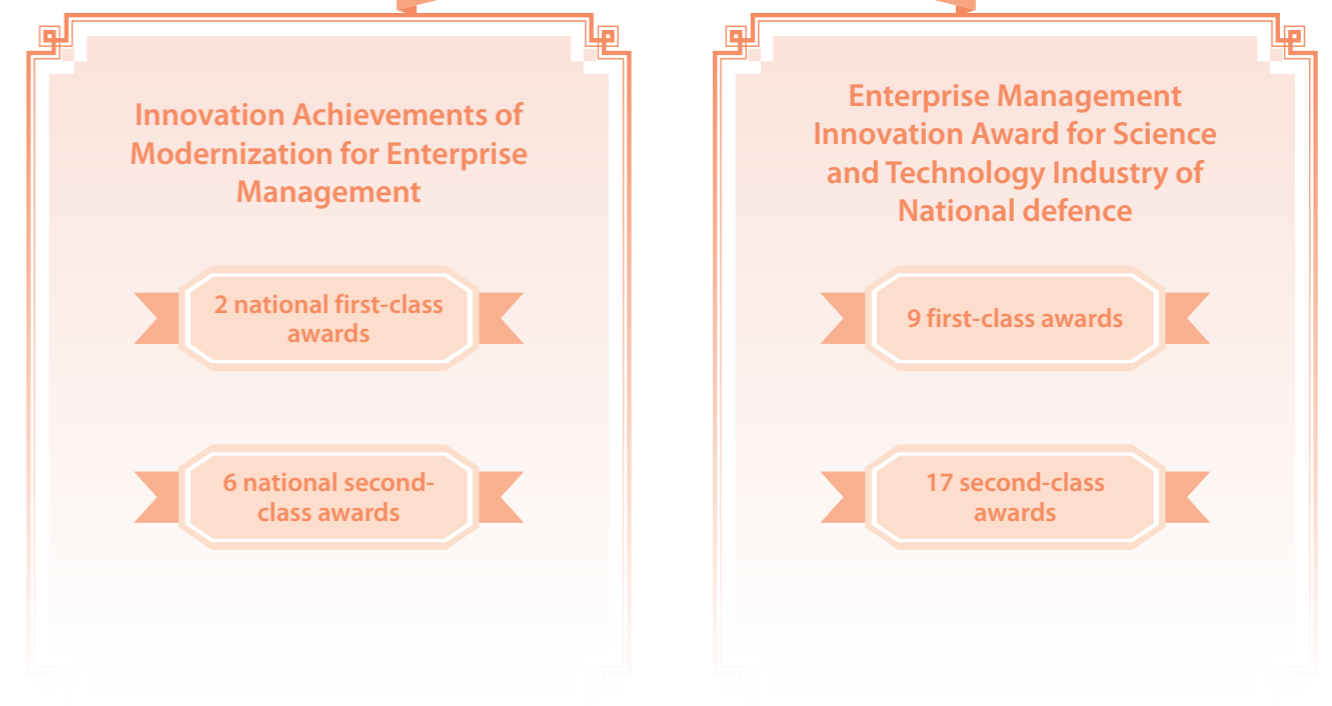 Innovation Achievements of
Modernization for Enterprise
Management
2 national first-class
awards
6 national second-
class awards
Enterprise Management
Innovation Award for Science
and Technology Industry of
National defence
9 first-class awards
17 second-class
awards